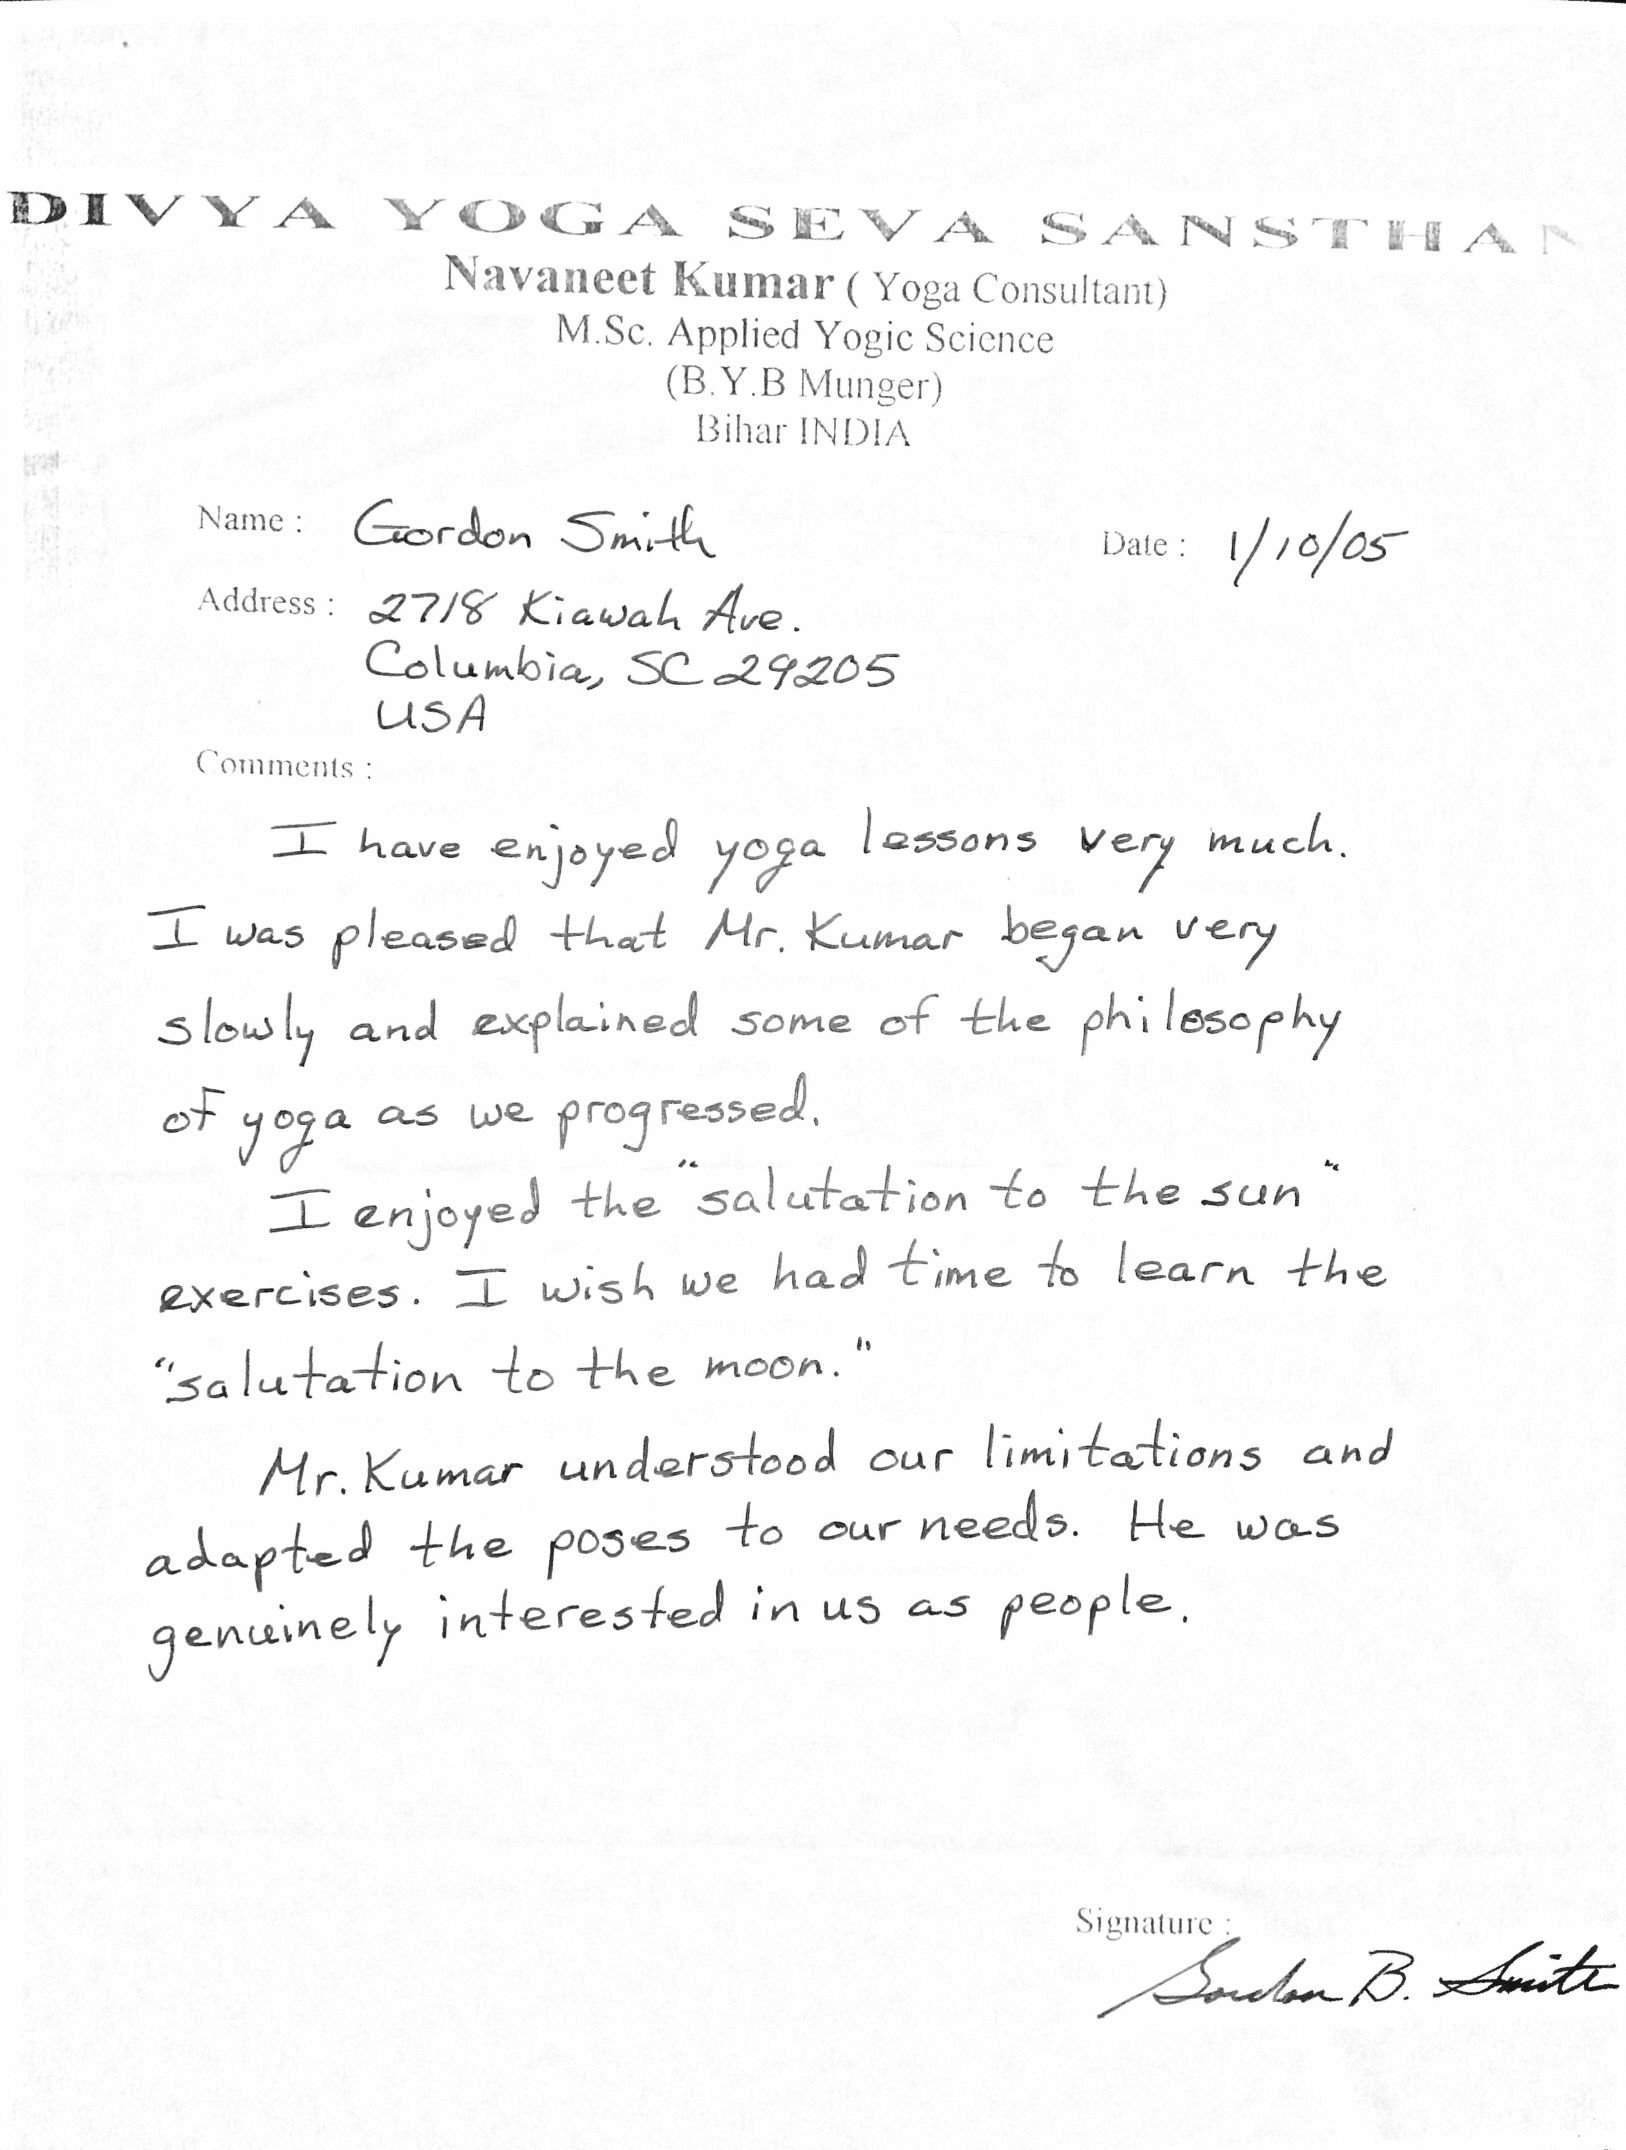 DIVYA YOGA SEVA SANSTHAN
Navaneet Kumar ( Yoga Consultant)
M.Sc. Applied Yogic Science
(B.Y.B Munger)
Bihar INDIA
Name : Gordon Smith
Date : 1/10/05
Address : 2718 Kiawah Ave.
Columbia, SC 29205
USA
Comments :
I have enjoyed yoga lessons very much.
I was pleased that Mr. Kumar began very
slowly and explained some of the philosophy
of yoga as we progressed.
I enjoyed the "salutation to the sun"
exercises. I wish we had time to learn the
"salutation to the moon."
Mr. Kumar understood our limitations and
adapted the poses to our needs. He was
genuinely interested in us as people.
Signature :
Gordon B. Smith